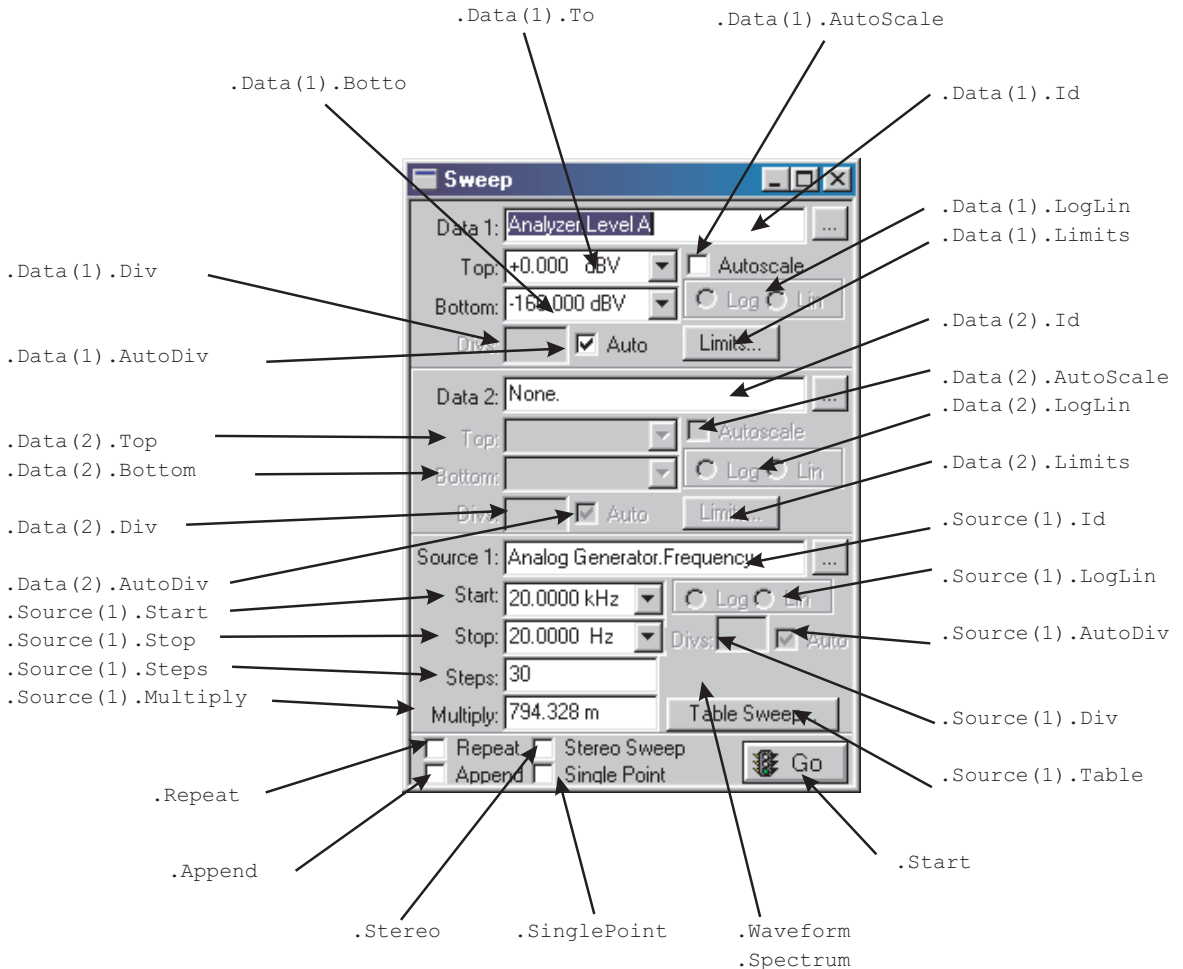 .Data(1).To
.Data(1).AutoScale
.Data(1).Botto
.Data(1).Id
Sweep
Data 1: Analyzer.Level A ...
.Data(1).LogLin
.Data(1).Limits
.Data(1).Div
Top: +0.000 dBV Autoscale
Bottom: -160.000 dBV Log Lin
.Data(1).AutoDiv
Divs: Auto Limits...
.Data(2).Id
Data 2: None. ...
.Data(2).AutoScale
.Data(2).LogLin
.Data(2).Top
Top: Autoscale
.Data(2).Bottom
Bottom: Log Lin
.Data(2).Limits
.Data(2).Div
Divs: Auto Limits...
.Source(1).Id
Source 1: Analog Generator.Frequency ...
.Data(2).AutoDiv
.Source(1).LogLin
.Source(1).Start
Start: 20.0000 kHz Log Lin
.Source(1).Stop
Stop: 20.0000 Hz Divs: Auto
.Source(1).AutoDiv
.Source(1).Steps
Steps: 30
.Source(1).Multiply
Multiply: 794.328 m Table Sweep...
.Source(1).Div
Repeat Stereo Sweep
Append Single Point
Go
.Source(1).Table
.Repeat
.Append
.Start
.Stereo
.SinglePoint
.Waveform
.Spectrum